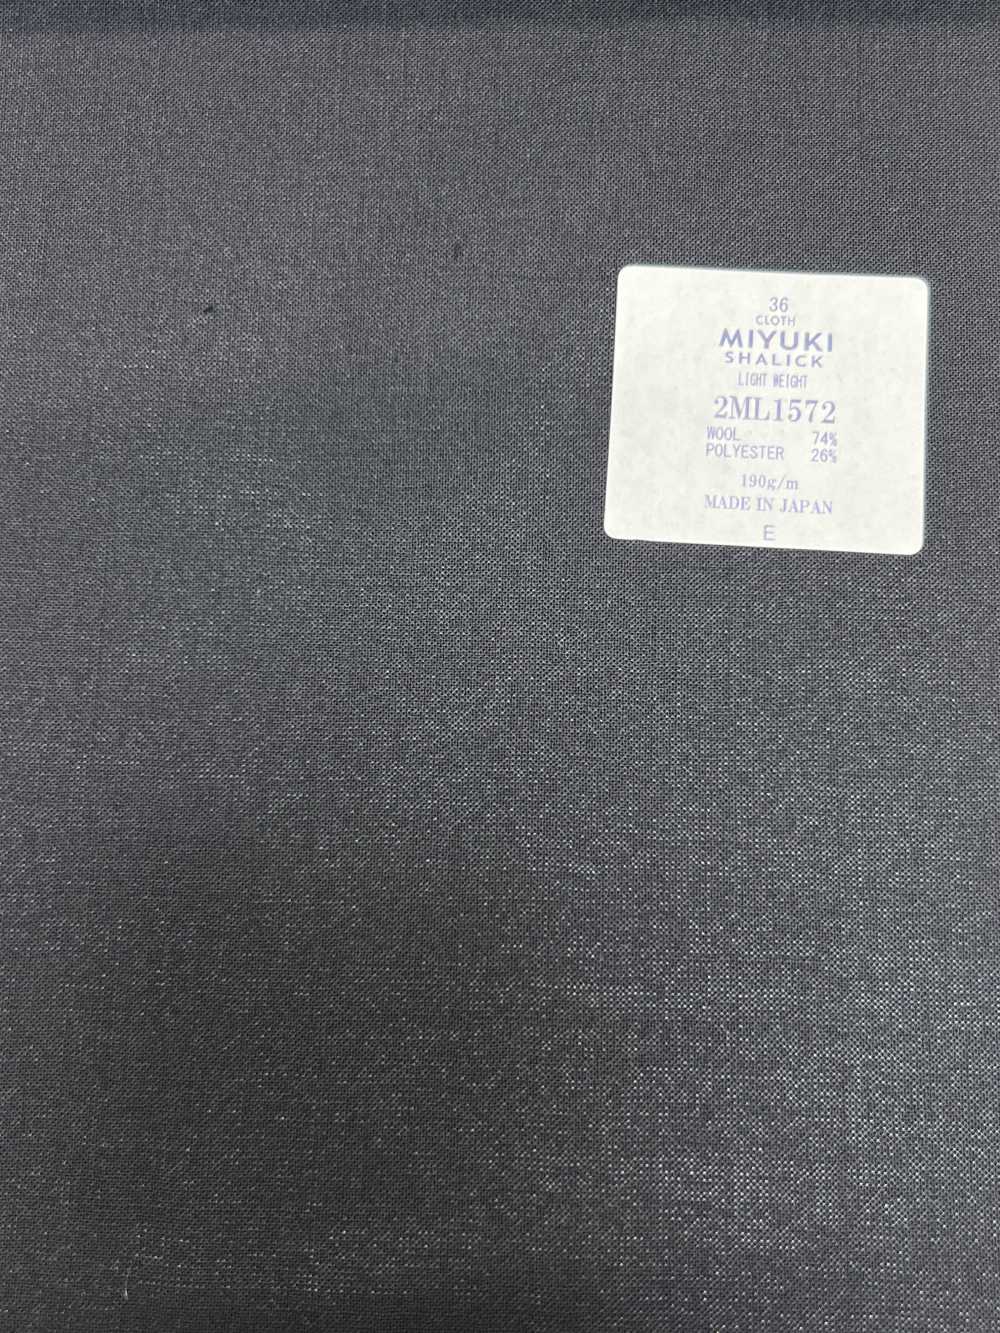 36
CLOTH
MIYUKI
SHALICK
LIGHT WEIGHT
2ML1572
WOOL 74%
POLYESTER 26%
190g/m
MADE IN JAPAN
E